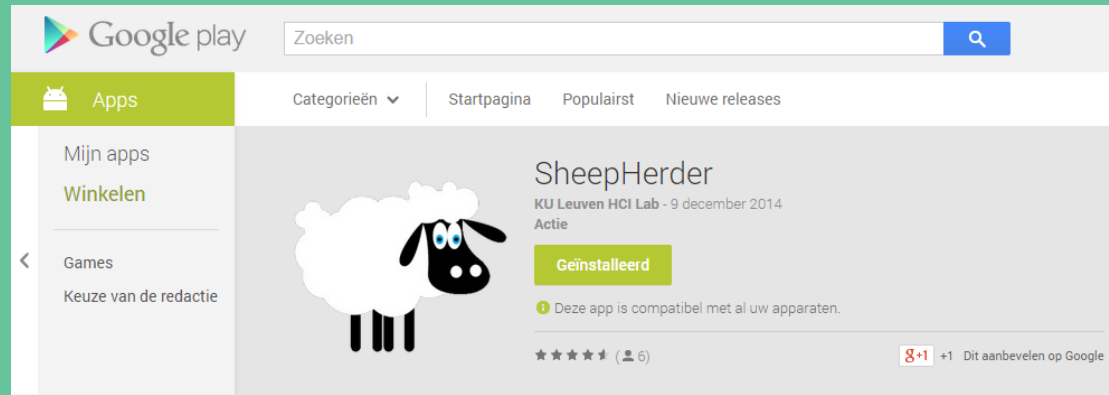 Google play
Zoeken
Apps
Categorieën
Startpagina
Populairst
Nieuwe releases
Mijn apps
Winkelen
Games
Keuze van de redactie
SheepHerder
KU Leuven HCI Lab - 9 december 2014
Actie
Geïnstalleerd
Deze app is compatibel met al uw apparaten.
( 6)
g+1 +1 Dit aanbevelen op Google